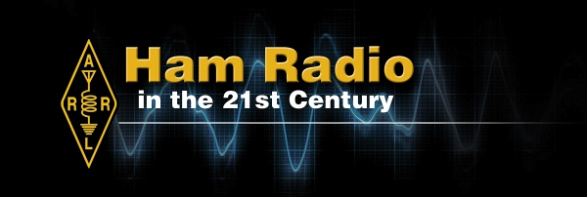 A
R R
L
Ham Radio
in the 21st Century